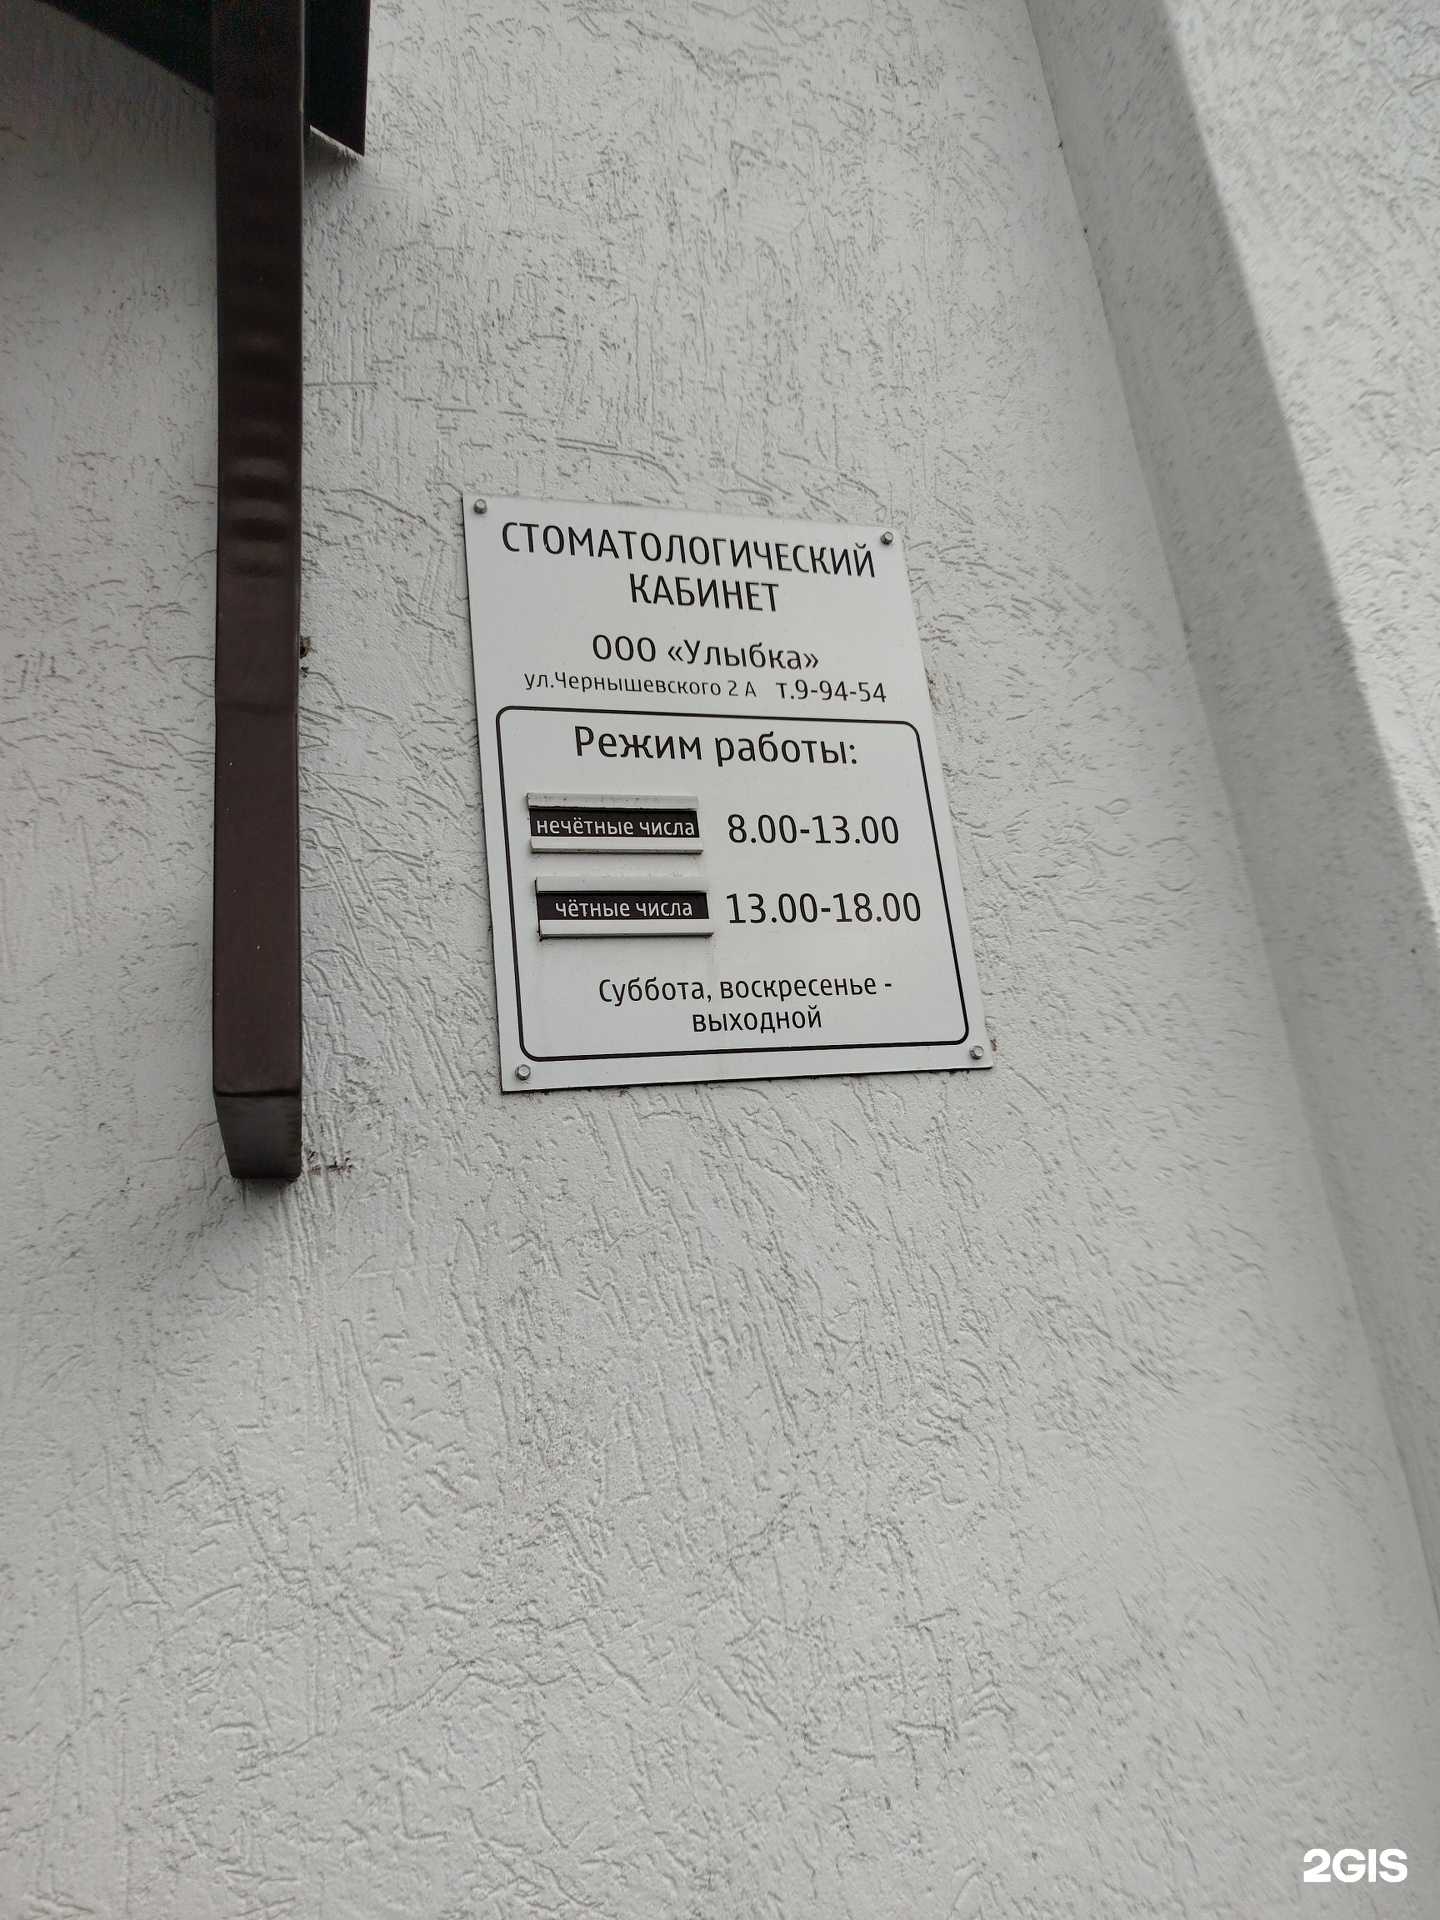 СТОМАТОЛОГИЧЕСКИЙ
КАБИНЕТ
ООО «Улыбка»
ул.Чернышевского 2 А т.9-94-54
Режим работы:
нечётные числа 8.00-13.00
чётные числа 13.00-18.00
Суббота, воскресенье -
выходной
2GIS